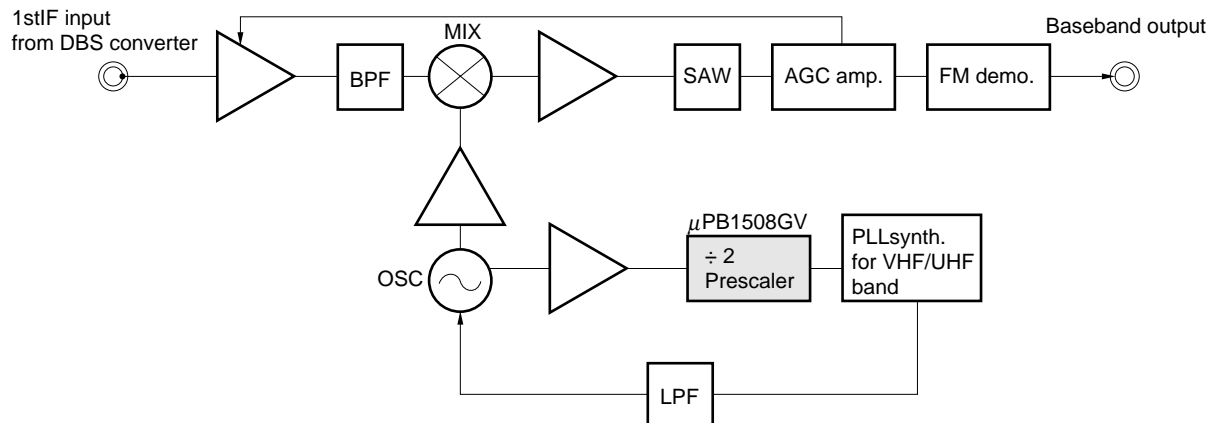 1stIF input
from DBS converter
MIX
Baseband output
BPF
SAW
AGC amp.
FM demo.
μPB1508GV
OSC
÷ 2
Prescaler
PLLsynth.
for VHF/UHF
band
LPF